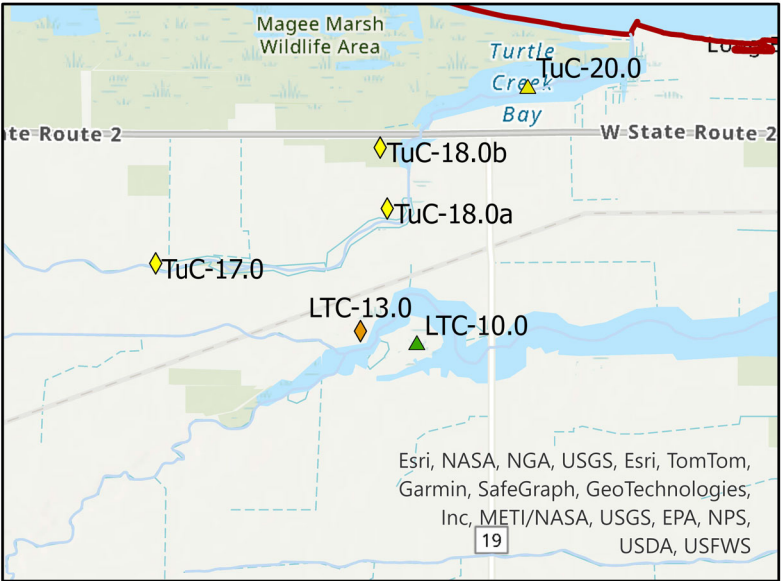 Magee Marsh
Wildlife Area
Turtle
Creek
Bay
TuC-20.0
ate Route 2
W State Route 2
TuC-18.0b
TuC-18.0a
TuC-17.0
LTC-13.0
LTC-10.0
Esri, NASA, NGA, USGS, Esri, TomTom,
Garmin, SafeGraph, GeoTechnologies,
Inc, METI/NASA, USGS, EPA, NPS,
USDA, USFWS
19